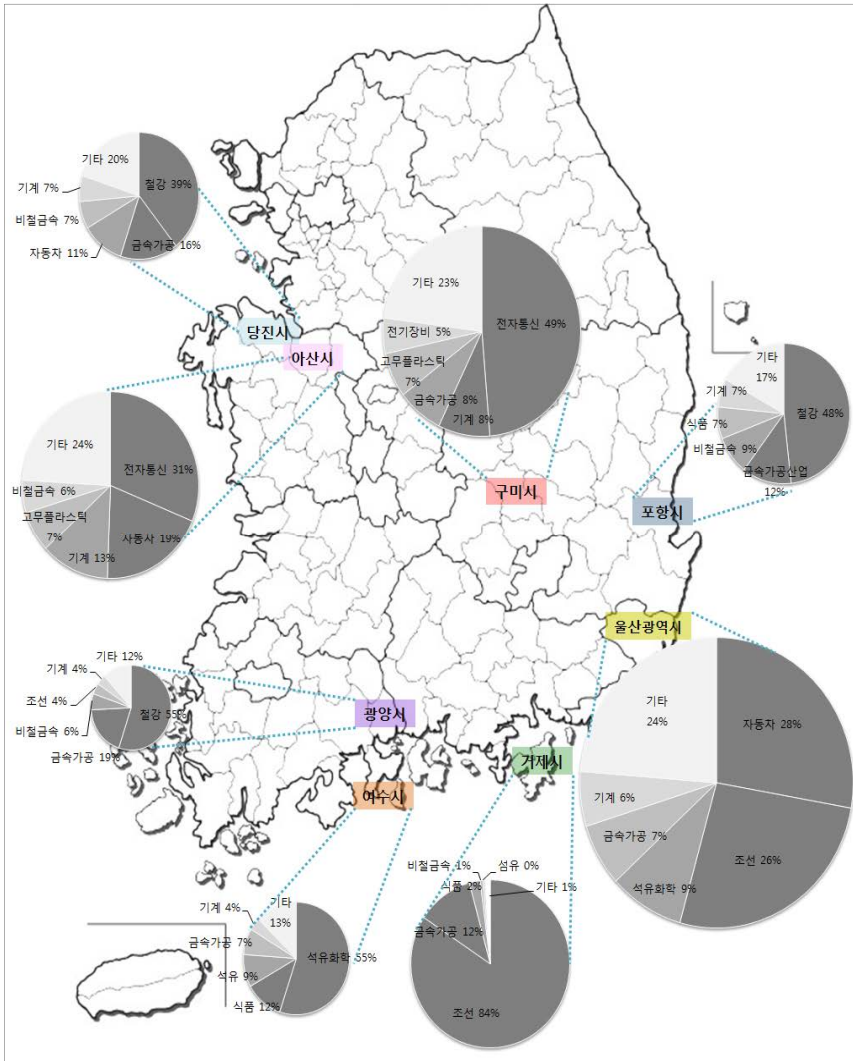 기타 20%
철강 39%
기계 7%
비철금속 7%
자동차 11%
금속가공 16%
당진시
아산시
기타 23%
전자통신 49%
전기장비 5%
고무플라스틱
7%
금속가공 8%
기계 8%
구미시
기타
17%
기계 7%
철강 48%
식품 7%
비철금속 9%
금속가공산업
12%
포항시
기타 24%
전자통신 31%
비철금속 6%
고무플라스틱
7%
기계 13%
사동사 19%
울산광역시
기타
24%
자동차 28%
기계 6%
금속가공 7%
석유화학 9%
조선 26%
기타 12%
기계 4%
조선 4%
철강 55%
비철금속 6%
금속가공 19%
광양시
거제시
여수시
비철금속 1%
섬유 0%
식품 2%
기타 1%
금속가공 12%
조선 84%
기계 4%
기타
13%
금속가공 7%
석유화학 55%
석유 9%
식품 12%